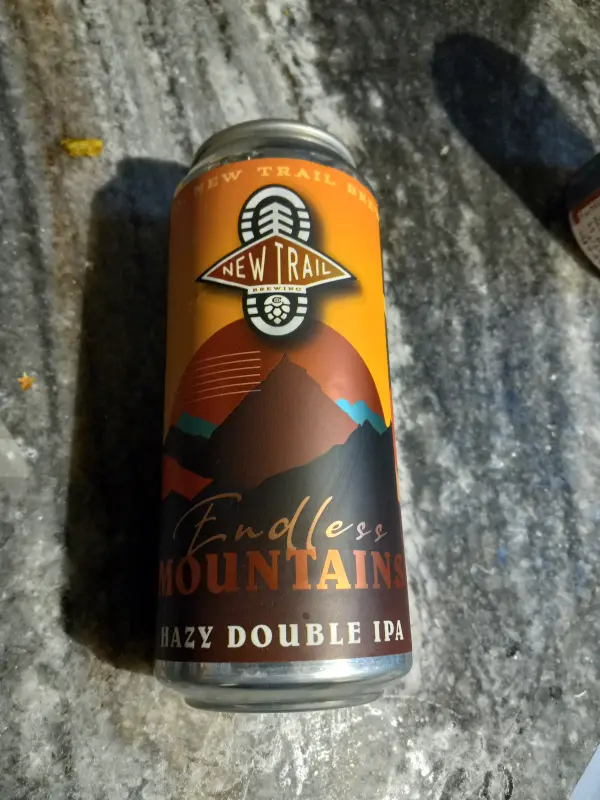 NEW TRAIL
NEW TRAIL
BREWING
Endless
MOUNTAINS
HAZY DOUBLE IPA